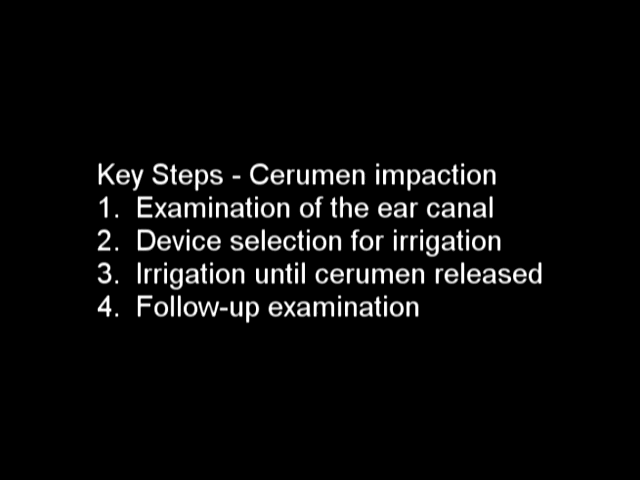 Key Steps - Cerumen impaction
1. Examination of the ear canal
2. Device selection for irrigation
3. Irrigation until cerumen released
4. Follow-up examination